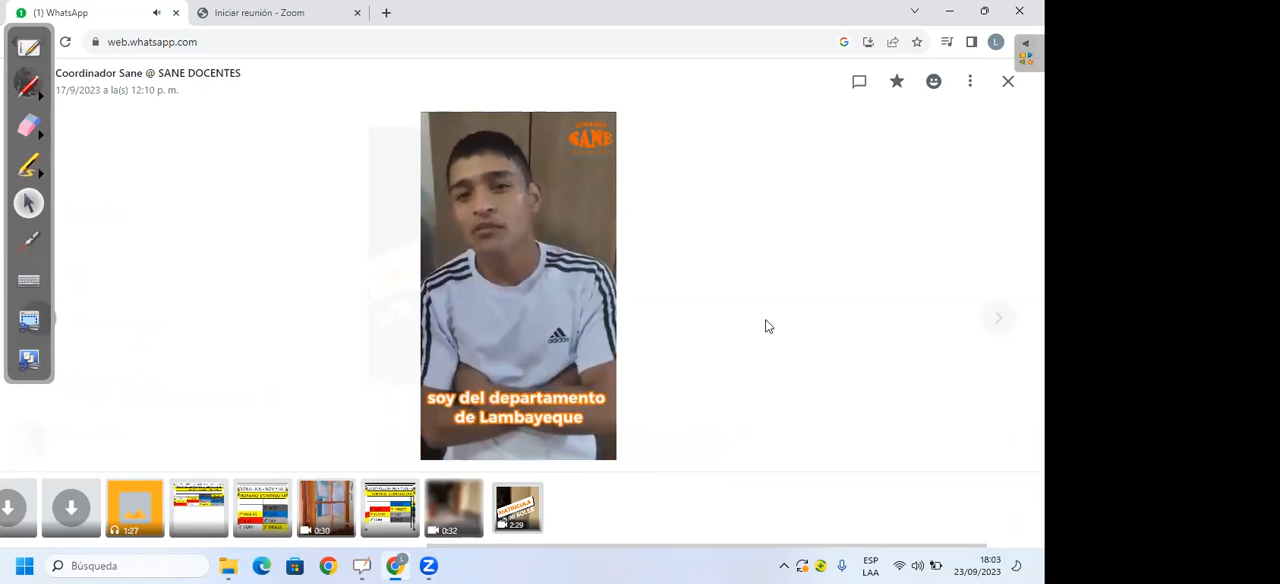 (1) WhatsApp
Iniciar reunión - Zoom
web.whatsapp.com
L
Coordinador Sane @ SANE DOCENTES
17/9/2023 a la(s) 12:10 p. m.
SANE
adidas
soy del departamento
de Lambayeque
1:27
0:30
0:32
MATRICULA
2:29
Búsqueda
ESP
LAA
18:03
23/09/2023